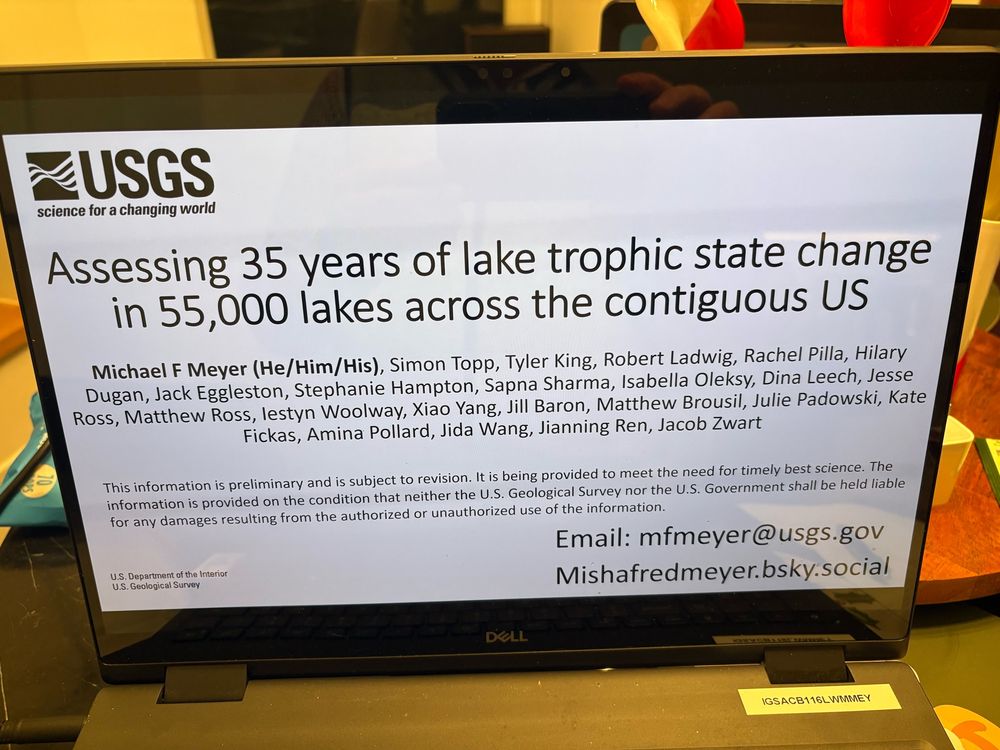 USGS
science for a changing world
Assessing 35 years of lake trophic state change
in 55,000 lakes across the contiguous US
Michael F Meyer (He/Him/His), Simon Topp, Tyler King, Robert Ladwig, Rachel Pilla, Hilary
Dugan, Jack Eggleston, Stephanie Hampton, Sapna Sharma, Isabella Oleksy, Dina Leech, Jesse
Ross, Matthew Ross, Iestyn Woolway, Xiao Yang, Jill Baron, Matthew Brousil, Julie Padowski, Kate
Fickas, Amina Pollard, Jida Wang, Jianning Ren, Jacob Zwart
This information is preliminary and is subject to revision. It is being provided to meet the need for timely best science. The
information is provided on the condition that neither the U.S. Geological Survey nor the U.S. Government shall be held liable
for any damages resulting from the authorized or unauthorized use of the information.
Email: mfmeyer@usgs.gov
Mishafredmeyer.bsky.social
U.S. Department of the Interior
U.S. Geological Survey
DELL
IGSACB116LWMMEY